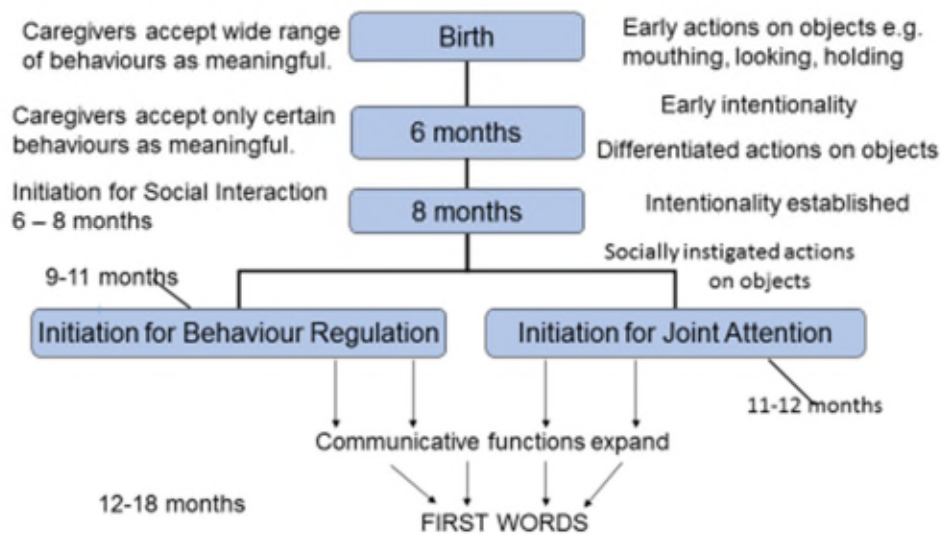 Caregivers accept wide range
of behaviours as meaningful.
Birth
Early actions on objects e.g.
mouthing, looking, holding
Caregivers accept only certain
behaviours as meaningful.
6 months
Early intentionality
Differentiated actions on objects
Initiation for Social Interaction
6 – 8 months
8 months
Intentionality established
Socially instigated actions
on objects
9-11 months
Initiation for Behaviour Regulation
Initiation for Joint Attention
11-12 months
Communicative functions expand
12-18 months
FIRST WORDS